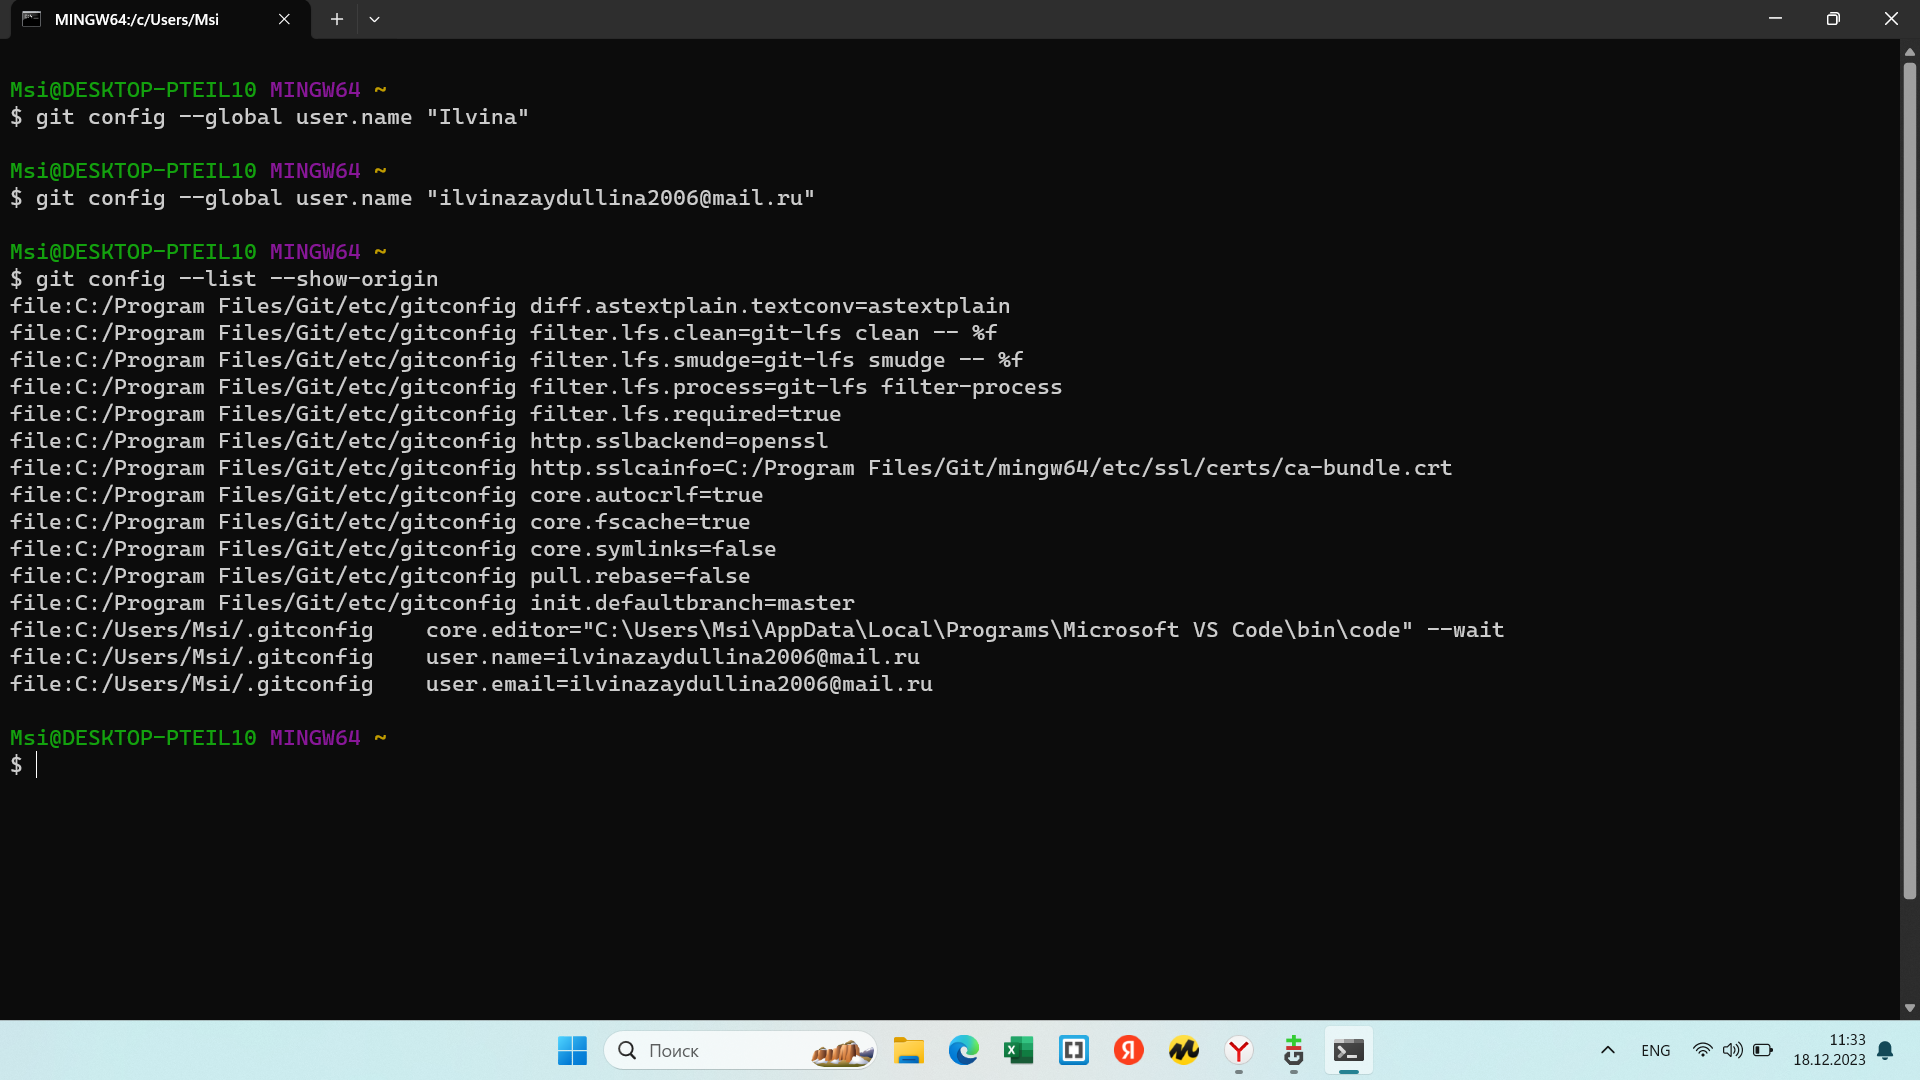 MINGW64:/c/Users/Msi
Msi@DESKTOP-PTEIL10 MINGW64 ~
$ git config --global user.name "Ilvina"
Msi@DESKTOP-PTEIL10 MINGW64 ~
$ git config --global user.name "ilvinazaydullina2006@mail.ru"
Msi@DESKTOP-PTEIL10 MINGW64 ~
$ git config --list --show-origin
file:C:/Program Files/Git/etc/gitconfig diff.astextplain.textconv=astextplain
file:C:/Program Files/Git/etc/gitconfig filter.lfs.clean=git-lfs clean -- %f
file:C:/Program Files/Git/etc/gitconfig filter.lfs.smudge=git-lfs smudge -- %f
file:C:/Program Files/Git/etc/gitconfig filter.lfs.process=git-lfs filter-process
file:C:/Program Files/Git/etc/gitconfig filter.lfs.required=true
file:C:/Program Files/Git/etc/gitconfig http.sslbackend=openssl
file:C:/Program Files/Git/etc/gitconfig http.sslcainfo=C:/Program Files/Git/mingw64/etc/ssl/certs/ca-bundle.crt
file:C:/Program Files/Git/etc/gitconfig core.autocrlf=true
file:C:/Program Files/Git/etc/gitconfig core.fscache=true
file:C:/Program Files/Git/etc/gitconfig core.symlinks=false
file:C:/Program Files/Git/etc/gitconfig pull.rebase=false
file:C:/Program Files/Git/etc/gitconfig init.defaultbranch=master
file:C:/Users/Msi/.gitconfig    core.editor="C:\Users\Msi\AppData\Local\Programs\Microsoft VS Code\bin\code" --wait
file:C:/Users/Msi/.gitconfig    user.name=ilvinazaydullina2006@mail.ru
file:C:/Users/Msi/.gitconfig    user.email=ilvinazaydullina2006@mail.ru
Msi@DESKTOP-PTEIL10 MINGW64 ~
$
Поиск
ENG
11:33
18.12.2023